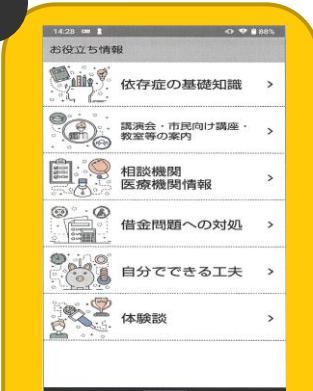 14:28
88%
お役立ち情報
依存症の基礎知識
講演会・市民向け講座・
教室等の案内
相談機関
医療機関情報
借金問題への対処
自分でできる工夫
体験談